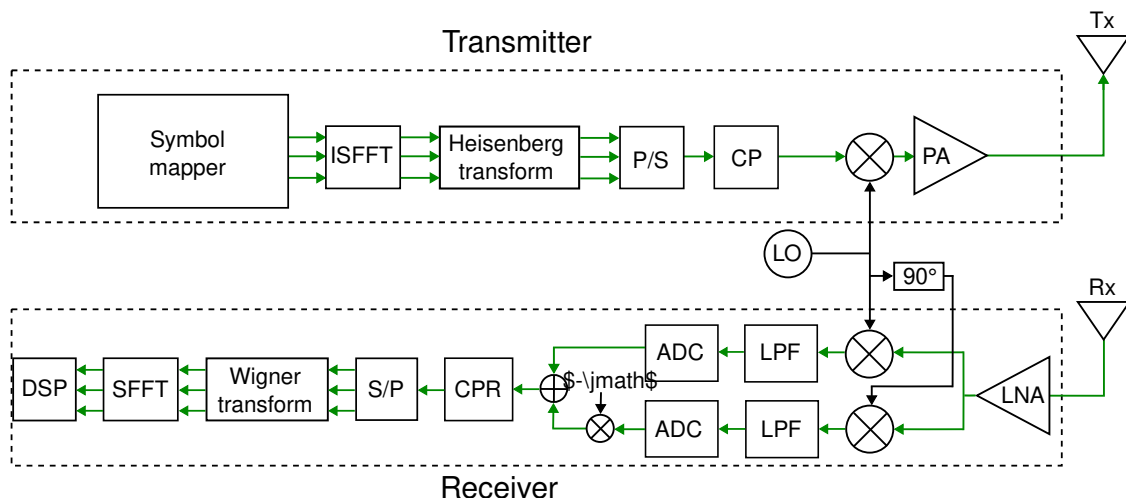 Transmitter
Tx
Symbol
mapper
ISFFT
Heisenberg
transform
P/S
CP
PA
LO
90°
Rx
DSP
SFFT
Wigner
transform
S/P
CPR
$-\jmath$
ADC
LPF
LNA
ADC
LPF
Receiver